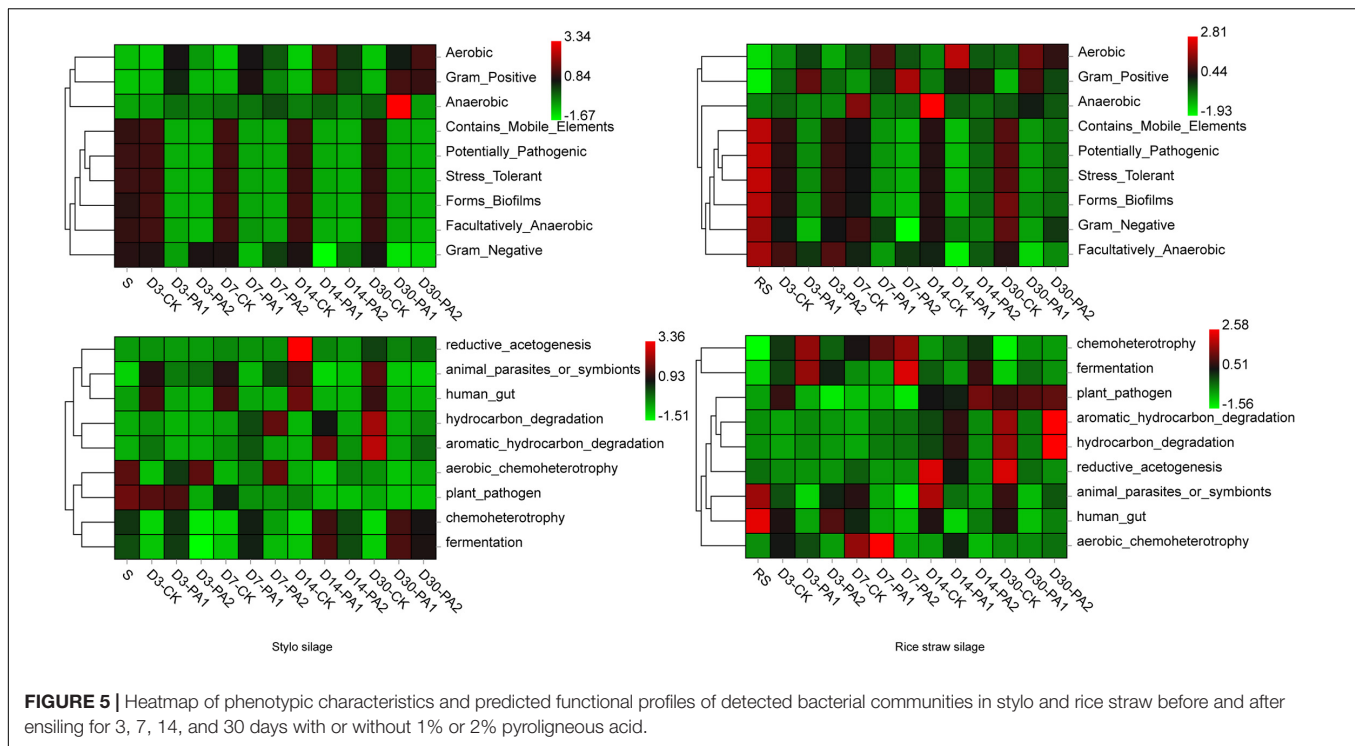 Aerobic
Gram_Positive
Anaerobic
Contains_Mobile_Elements
Potentially_Pathogenic
Stress_Tolerant
Forms_Biofilms
Facultatively_Anaerobic
Gram_Negative
3.34
0.84
-1.67
S
D3-CK
D3-PA1
D3-PA2
D7-CK
D7-PA1
D7-PA2
D14-CK
D14-PA1
D14-PA2
D30-CK
D30-PA1
D30-PA2
Aerobic
Gram_Positive
Anaerobic
Contains_Mobile_Elements
Potentially_Pathogenic
Stress_Tolerant
Forms_Biofilms
Gram_Negative
Facultatively_Anaerobic
2.81
0.44
-1.93
RS
D3-CK
D3-PA1
D3-PA2
D7-CK
D7-PA1
D7-PA2
D14-CK
D14-PA1
D14-PA2
D30-CK
D30-PA1
D30-PA2
reductive_acetogenesis
animal_parasites_or_symbionts
human_gut
hydrocarbon_degradation
aromatic_hydrocarbon_degradation
aerobic_chemoheterotrophy
plant_pathogen
chemoheterotrophy
fermentation
3.36
0.93
-1.51
S
D3-CK
D3-PA1
D3-PA2
D7-CK
D7-PA1
D7-PA2
D14-CK
D14-PA1
D14-PA2
D30-CK
D30-PA1
D30-PA2
Stylo silage
chemoheterotrophy
fermentation
plant_pathogen
aromatic_hydrocarbon_degradation
hydrocarbon_degradation
reductive_acetogenesis
animal_parasites_or_symbionts
human_gut
aerobic_chemoheterotrophy
2.58
0.51
-1.56
RS
D3-CK
D3-PA1
D3-PA2
D7-CK
D7-PA1
D7-PA2
D14-CK
D14-PA1
D14-PA2
D30-CK
D30-PA1
D30-PA2
Rice straw silage
FIGURE 5 | Heatmap of phenotypic characteristics and predicted functional profiles of detected bacterial communities in stylo and rice straw before and after
ensiling for 3, 7, 14, and 30 days with or without 1% or 2% pyroligneous acid.